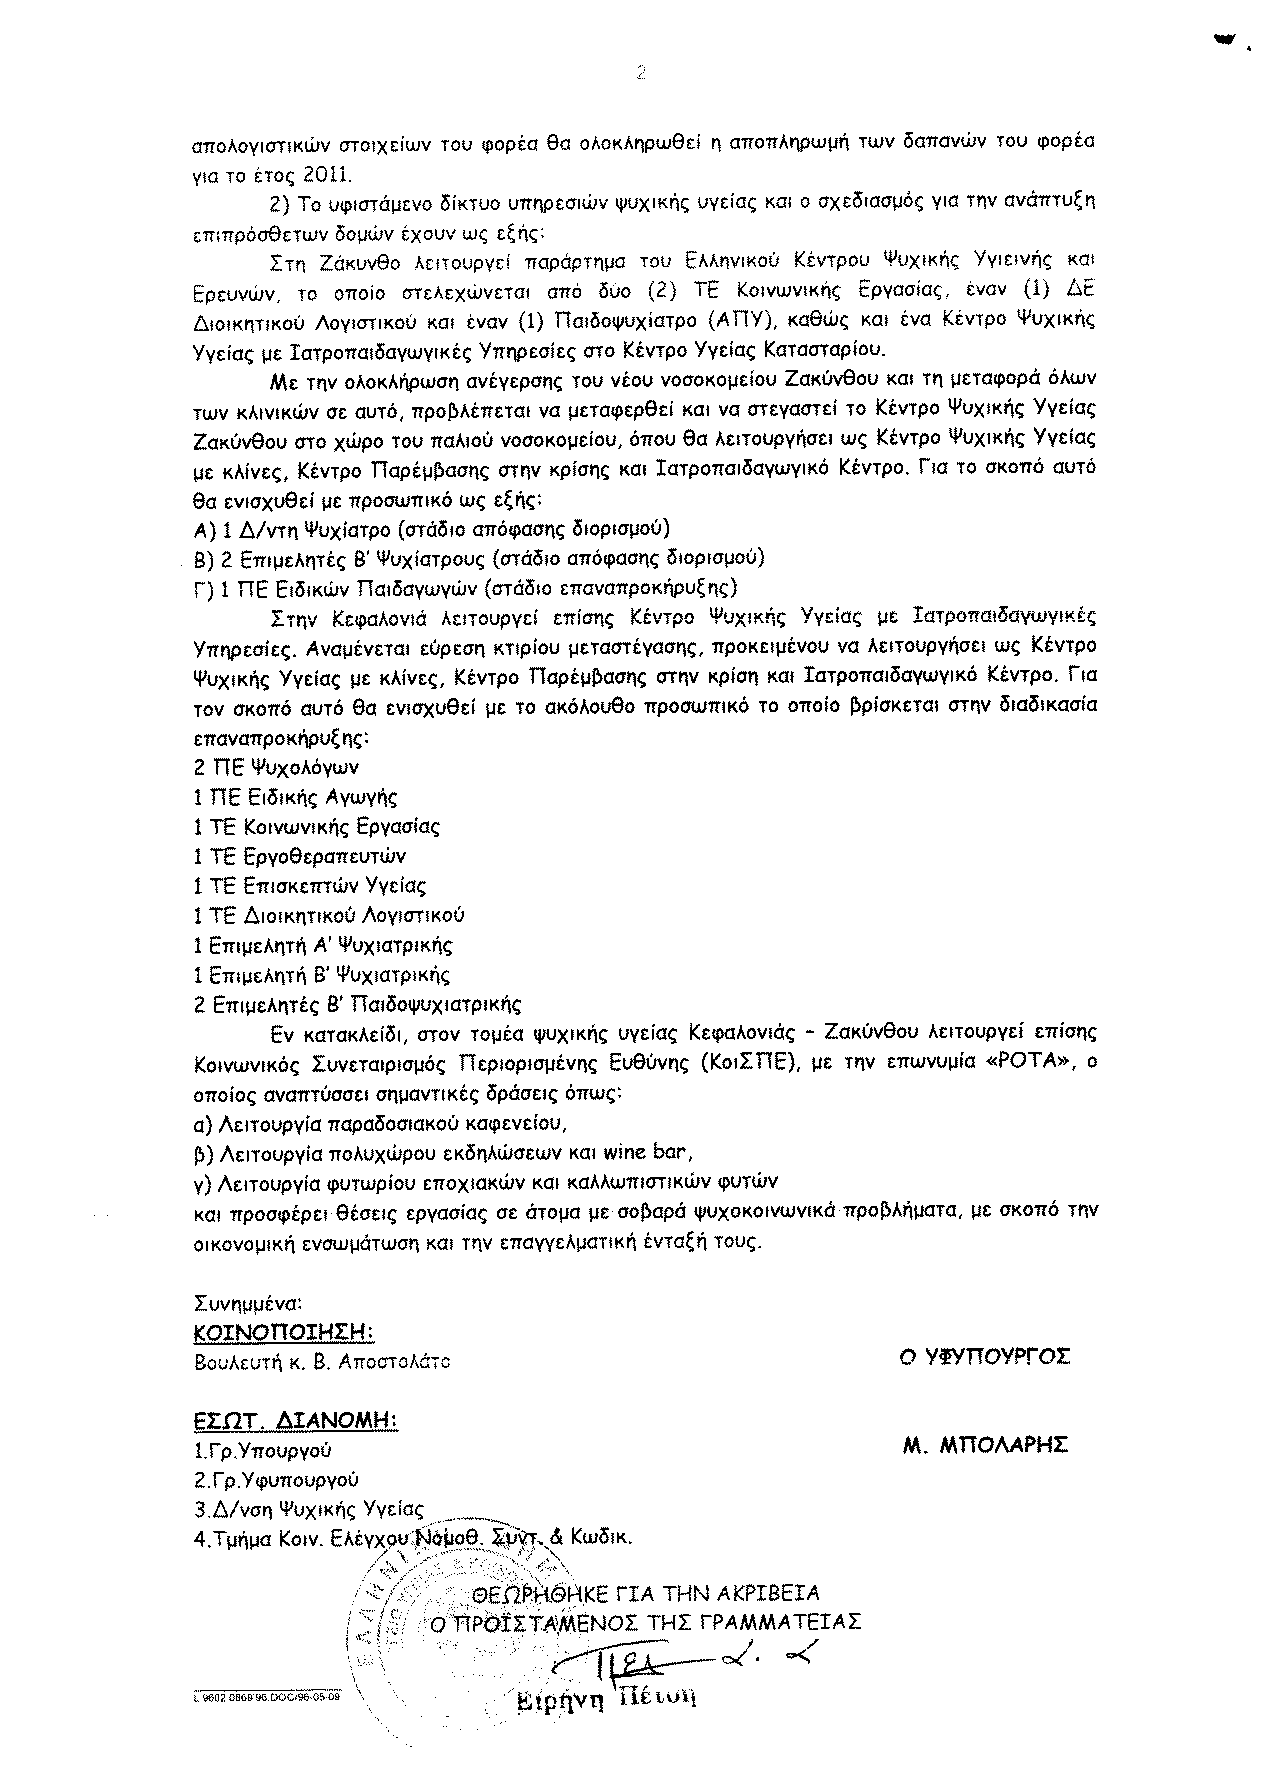 2
απολογιστικών στοιχείων του φορέα θα ολοκληρωθεί η αποπληρωμή των δαπανών του φορέα
για το έτος 2011.
2) Το υφιστάμενο δίκτυο υπηρεσιών ψυχικής υγείας και ο σχεδιασμός για την ανάπτυξη
επιπρόσθετων δομών έχουν ως εξής:
Στη Ζάκυνθο λειτουργεί παράρτημα του Ελληνικού Κέντρου Ψυχικής Υγιεινής και
Ερευνών, το οποίο στελεχώνεται από δύο (2) ΤΕ Κοινωνικής Εργασίας, έναν (1) ΔΕ
Διοικητικού Λογιστικού και έναν (1) Παιδοψυχίατρο (ΑΠΥ), καθώς και ένα Κέντρο Ψυχικής
Υγείας με Ιατροπαιδαγωγικές Υπηρεσίες στο Κέντρο Υγείας Κατασταρίου.
Με την ολοκλήρωση ανέγερσης του νέου νοσοκομείου Ζακύνθου και τη μεταφορά όλων
των κλινικών σε αυτό, προβλέπεται να μεταφερθεί και να στεγαστεί το Κέντρο Ψυχικής Υγείας
Ζακύνθου στο χώρο του παλιού νοσοκομείου, όπου θα λειτουργήσει ως Κέντρο Ψυχικής Υγείας
με κλίνες, Κέντρο Παρέμβασης στην κρίσης και Ιατροπαιδαγωγικό Κέντρο. Για το σκοπό αυτό
θα ενισχυθεί με προσωπικό ως εξής:
Α) 1 Δ/ντη Ψυχίατρο (στάδιο απόφασης διορισμού)
Β) 2 Επιμελητές Β' Ψυχίατρους (στάδιο απόφασης διορισμού)
Γ) 1 ΠΕ Ειδικών Παιδαγωγών (στάδιο επαναπροκήρυξης)
Στην Κεφαλονιά λειτουργεί επίσης Κέντρο Ψυχικής Υγείας με Ιατροπαιδαγωγικές
Υπηρεσίες. Αναμένεται εύρεση κτιρίου μεταστέγασης, προκειμένου να λειτουργήσει ως Κέντρο
Ψυχικής Υγείας με κλίνες, Κέντρο Παρέμβασης στην κρίση και Ιατροπαιδαγωγικό Κέντρο. Για
τον σκοπό αυτό θα ενισχυθεί με το ακόλουθο προσωπικό το οποίο βρίσκεται στην διαδικασία
επαναπροκήρυξης:
2 ΠΕ Ψυχολόγων
1 ΠΕ Ειδικής Αγωγής
1 ΤΕ Κοινωνικής Εργασίας
1 ΤΕ Εργοθεραπευτών
1 ΤΕ Επισκεπτών Υγείας
1 ΤΕ Διοικητικού Λογιστικού
1 Επιμελητή Α' Ψυχιατρικής
1 Επιμελητή Β' Ψυχιατρικής
2 Επιμελητές Β' Παιδοψυχιατρικής
Εν κατακλείδι, στον τομέα ψυχικής υγείας Κεφαλονιάς - Ζακύνθου λειτουργεί επίσης
Κοινωνικός Συνεταιρισμός Περιορισμένης Ευθύνης (ΚοιΣΠΕ), με την επωνυμία «ΡΟΤΑ», ο
οποίος αναπτύσσει σημαντικές δράσεις όπως:
α) Λειτουργία παραδοσιακού καφενείου,
β) Λειτουργία πολυχώρου εκδηλώσεων και wine bar,
γ) Λειτουργία φυτωρίου εποχιακών και καλλωπιστικών φυτών
και προσφέρει θέσεις εργασίας σε άτομα με σοβαρά ψυχοκοινωνικά προβλήματα, με σκοπό την
οικονομική ενσωμάτωση και την επαγγελματική ένταξή τους.
Συνημμένα:
ΚΟΙΝΟΠΟΙΗΣΗ:
Βουλευτή κ. Β. Αποστολάτο
Ο ΥΦΥΠΟΥΡΓΟΣ
ΕΣΩΤ. ΔΙΑΝΟΜΗ:
1.Γρ.Υπουργού
Μ. ΜΠΟΛΑΡΗΣ
2.Γρ.Υφυπουργού
3.Δ/νση Ψυχικής Υγείας
4.Τμήμα Κοιν. Ελέγχου Νομοθ. Συντ. & Κωδικ.
ΘΕΩΡΗΘΗΚΕ ΓΙΑ ΤΗΝ ΑΚΡΙΒΕΙΑ
Ο ΠΡΟΪΣΤΑΜΕΝΟΣ ΤΗΣ ΓΡΑΜΜΑΤΕΙΑΣ
Ειρήνη